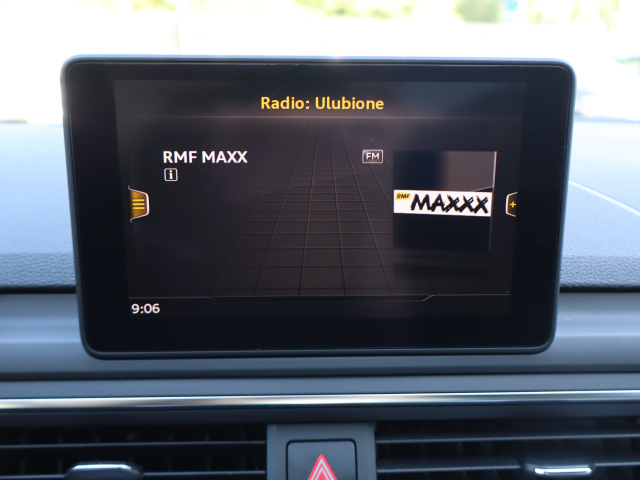 Radio: Ulubione
RMF MAXX
FM
i
RMF MAXXX
9:06